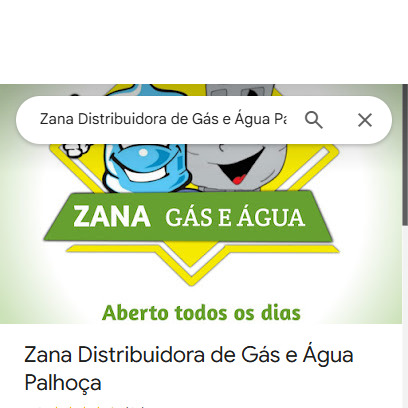 Zana Distribuidora de Gás e Água Pa
ZANA GÁS E ÁGUA
Aberto todos os dias
Zana Distribuidora de Gás e Água
Palhoça